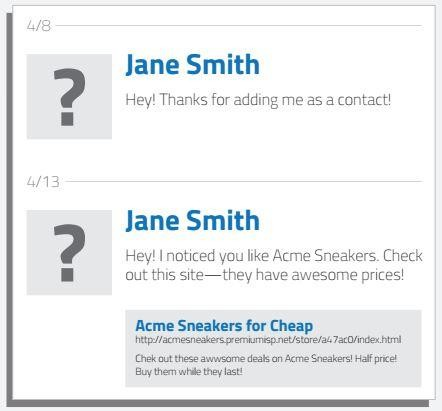 4/8
?
Jane Smith
Hey! Thanks for adding me as a contact!
4/13
?
Jane Smith
Hey! I noticed you like Acme Sneakers. Check
out this site—they have awesome prices!
Acme Sneakers for Cheap
http://acmesneakers.premiumisp.net/store/a47ac0/index.html
Chek out these awwsome deals on Acme Sneakers! Half price!
Buy them while they last!